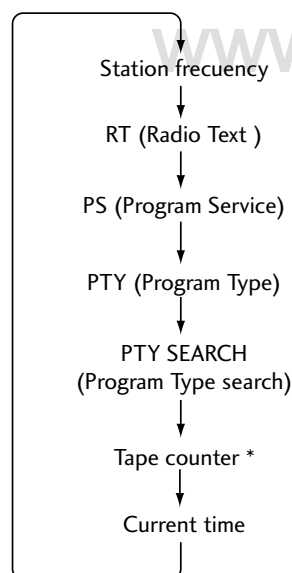 www
Station frecuency
RT (Radio Text )
PS (Program Service)
PTY (Program Type)
PTY SEARCH
(Program Type search)
Tape counter *
Current time